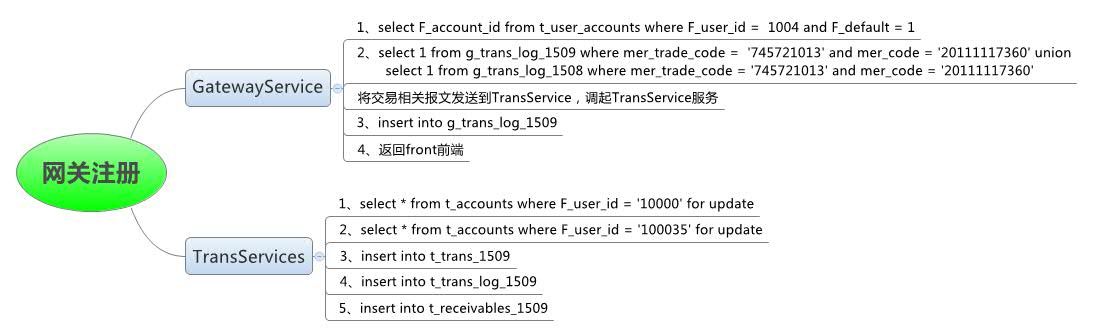 网关注册
GatewayService
1、select F_account_id from t_user_accounts where F_user_id =  1004 and F_default = 1
2、select 1 from g_trans_log_1509 where mer_trade_code =  '745721013' and mer_code = '20111117360' union
select 1 from g_trans_log_1508 where mer_trade_code = '745721013' and mer_code = '20111117360'
将交易相关报文发送到TransService，调起TransService服务
3、insert into g_trans_log_1509
4、返回front前端
TransServices
1、select * from t_accounts where F_user_id = '10000' for update
2、select * from t_accounts where F_user_id = '100035' for update
3、insert into t_trans_1509
4、insert into t_trans_log_1509
5、insert into t_receivables_1509